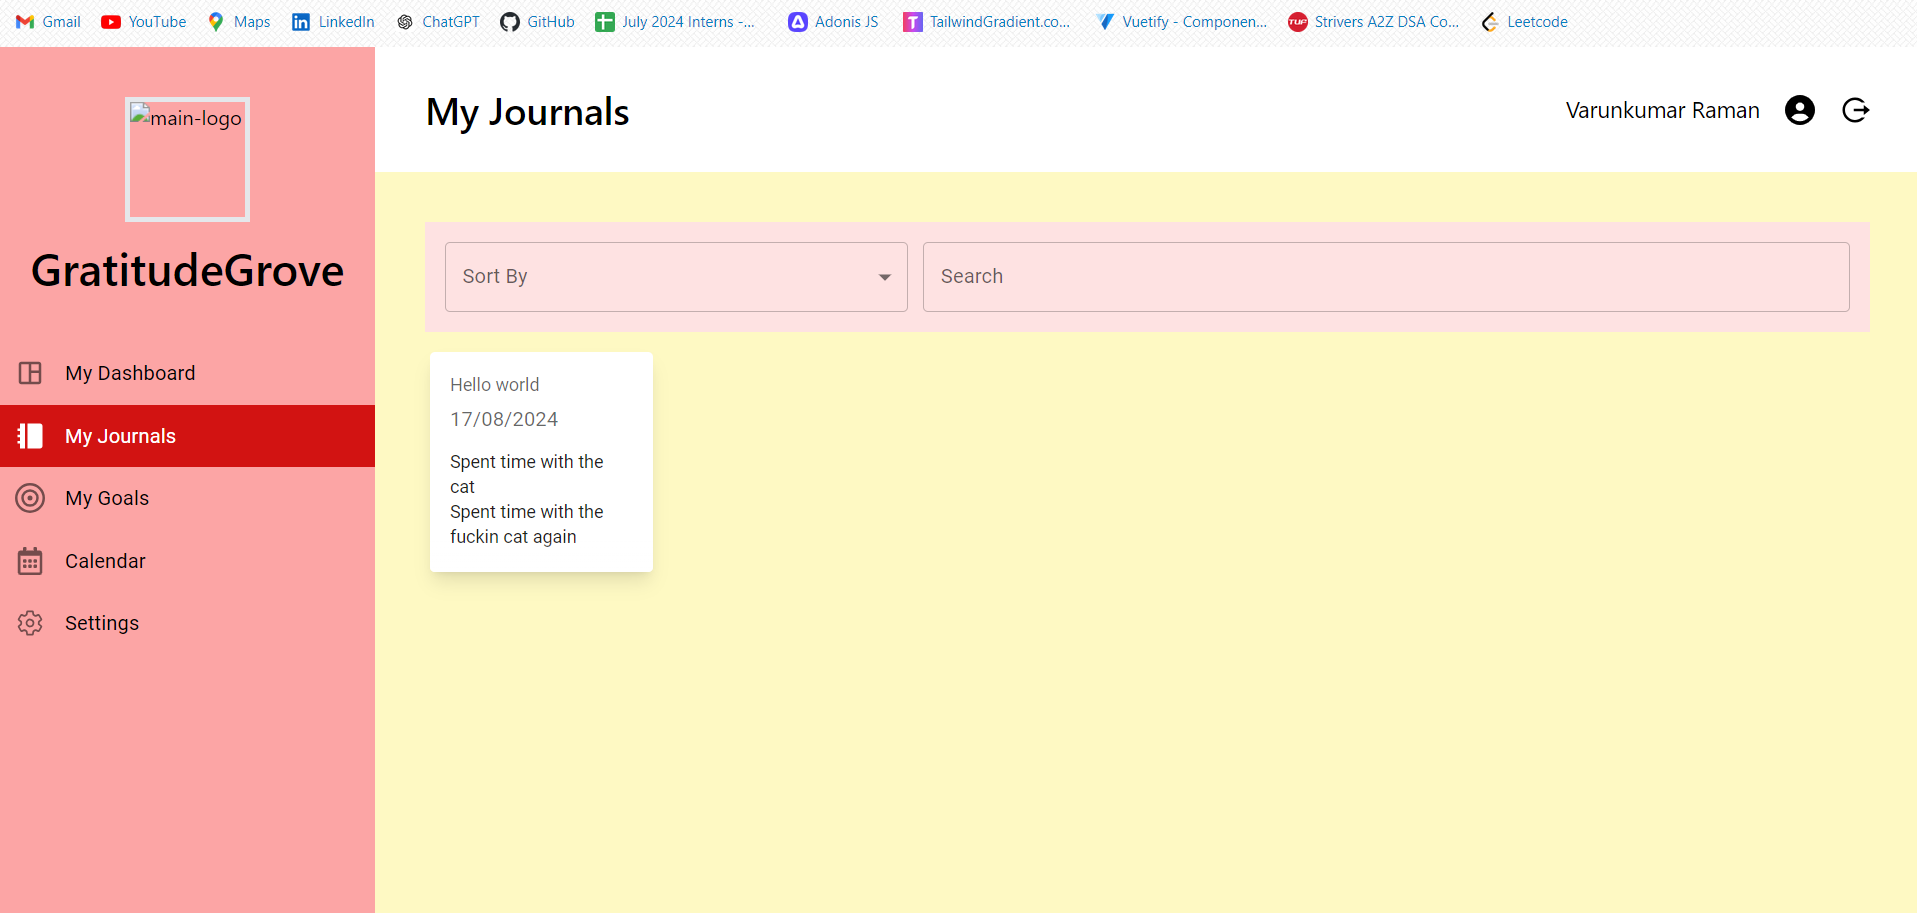 Gmail YouTube Maps LinkedIn ChatGPT GitHub July 2024 Interns -... Adonis JS TailwindGradient.co... Vuetify - Componen... TUF Strivers A2Z DSA Co... Leetcode
main-logo
GratitudeGrove
My Dashboard
My Journals
My Goals
Calendar
Settings
My Journals
Varunkumar Raman
Sort By
Search
Hello world
17/08/2024
Spent time with the
cat
Spent time with the
fuckin cat again